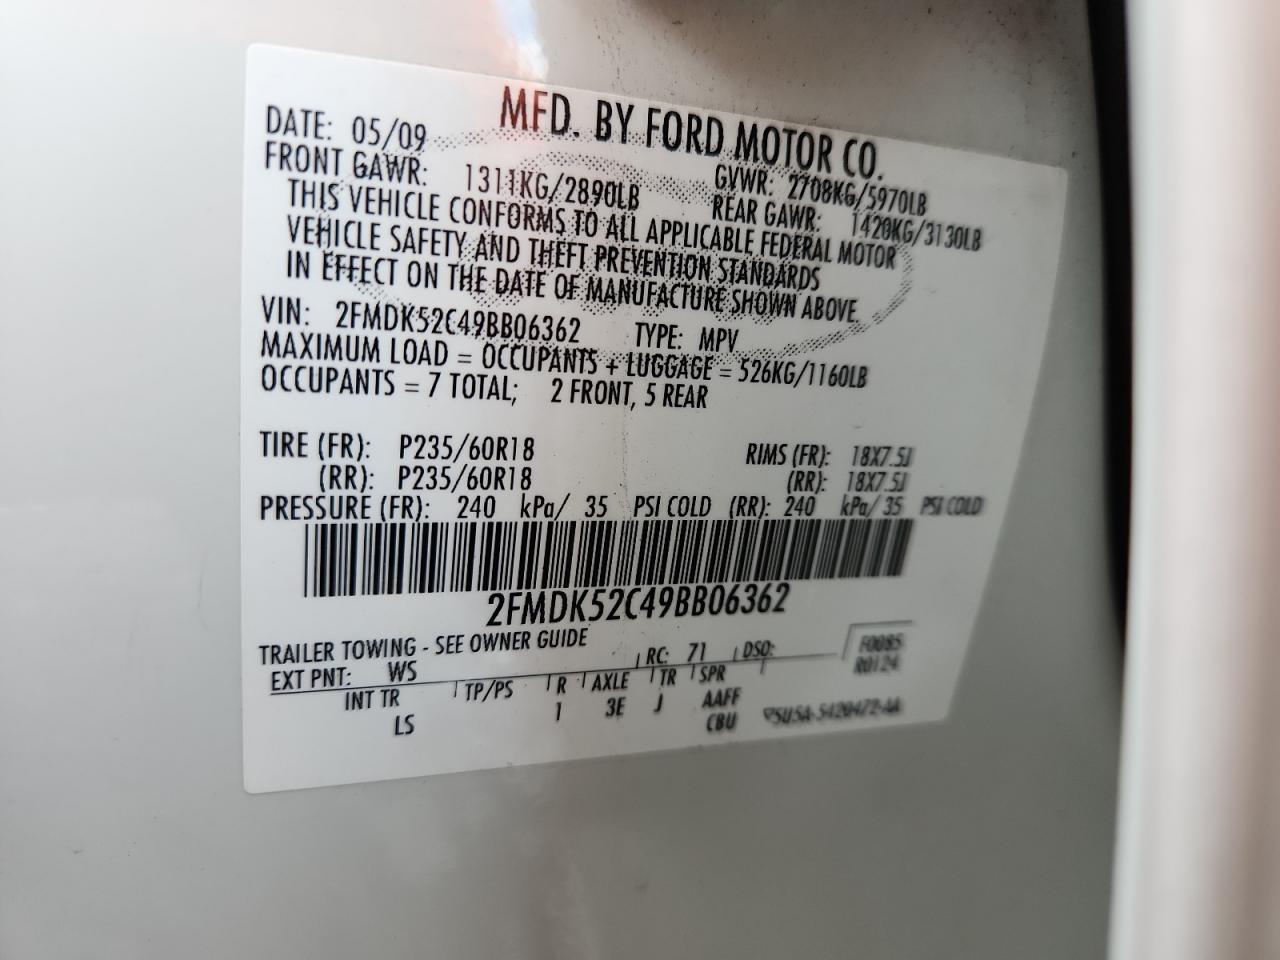 MFD. BY FORD MOTOR CO.
DATE: 05/09 GVWR: 2708KG/5970LB
FRONT GAWR: 1311KG/2890LB REAR GAWR: 1420KG/3130LB
THIS VEHICLE CONFORMS TO ALL APPLICABLE FEDERAL MOTOR
VEHICLE SAFETY AND THEFT PREVENTION STANDARDS
IN EFFECT ON THE DATE OF MANUFACTURE SHOWN ABOVE.
VIN: 2FMDK52C49BB06362 TYPE: MPV
MAXIMUM LOAD = OCCUPANTS + LUGGAGE = 526KG/1160LB
OCCUPANTS = 7 TOTAL; 2 FRONT, 5 REAR
TIRE (FR): P235/60R18 RIMS (FR): 18X7.5J
(RR): P235/60R18 (RR): 18X7.5J
PRESSURE (FR): 240 kPa/ 35 PSI COLD (RR): 240 kPa/ 35 PSI COLD
2FMDK52C49BB06362
TRAILER TOWING - SEE OWNER GUIDE
EXT PNT: WS RC: 71 DSO: F0085
R0124
INT TR TP/PS R AXLE TR SPR
LS 1 3E J AAFF
CBU